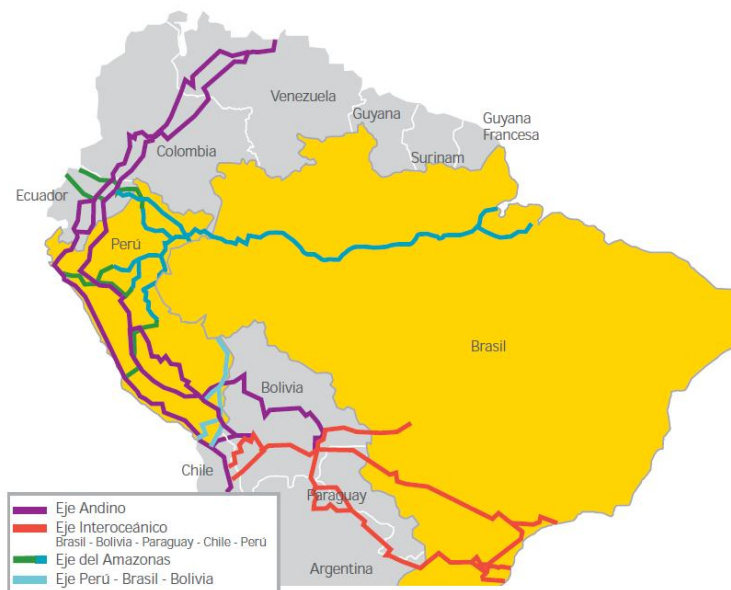 Venezuela
Guyana
Guyana
Francesa
Surinam
Colombia
Ecuador
Perú
Brasil
Bolivia
Chile
Paraguay
Argentina
Eje Andino
Eje Interoceánico
Brasil - Bolivia - Paraguay - Chile - Perú
Eje del Amazonas
Eje Perú - Brasil - Bolivia